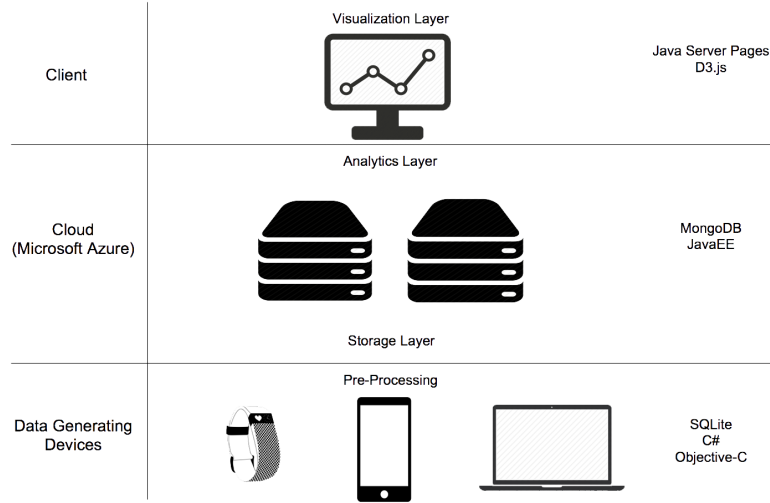 Visualization Layer
Client
Java Server Pages
D3.js
Analytics Layer
Cloud
(Microsoft Azure)
MongoDB
JavaEE
Storage Layer
Pre-Processing
Data Generating
Devices
SQLite
C#
Objective-C